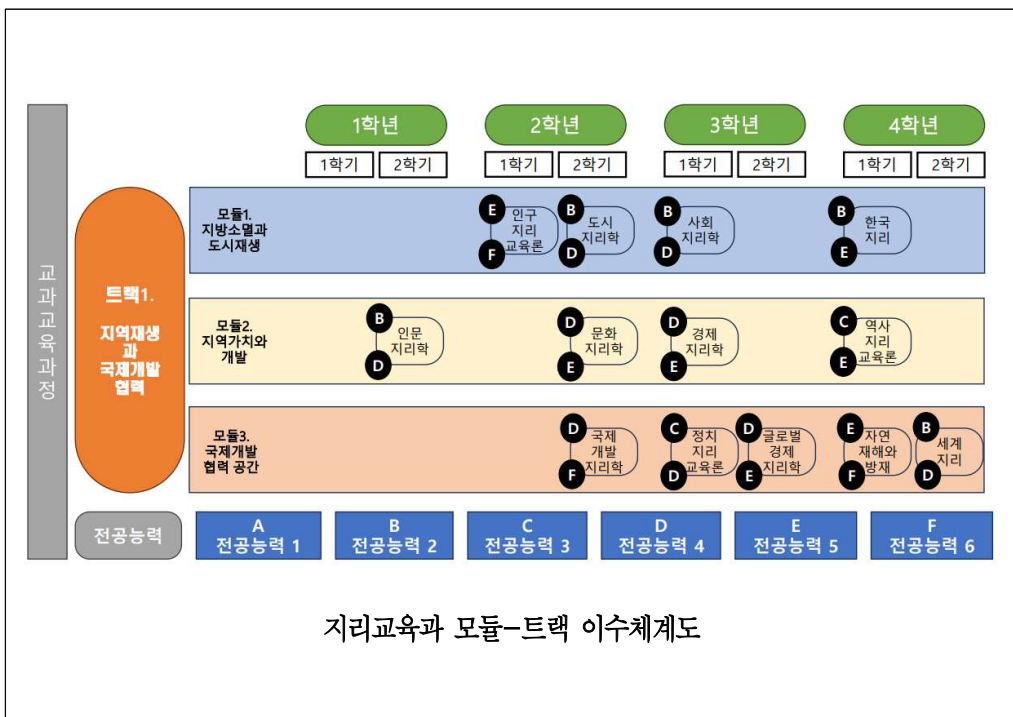 1학년
2학년
3학년
4학년
1학기
2학기
1학기
2학기
1학기
2학기
1학기
2학기
교과교육과정
트랙1.
지역재생
과
국제개발
협력
모듈1.
지방소멸과
도시재생
E
F
인구
지리
교육론
B
D
도시
지리학
B
D
사회
지리학
B
E
한국
지리
모듈2.
지역가치와
개발
B
D
인문
지리학
D
E
문화
지리학
D
E
경제
지리학
C
E
역사
지리
교육론
모듈3.
국제개발
협력 공간
D
F
국제
개발
지리학
C
D
정치
지리
교육론
D
E
글로벌
경제
지리학
E
F
자연
재해와
방재
B
D
세계
지리
전공능력
A
전공능력 1
B
전공능력 2
C
전공능력 3
D
전공능력 4
E
전공능력 5
F
전공능력 6
지리교육과 모듈-트랙 이수체계도